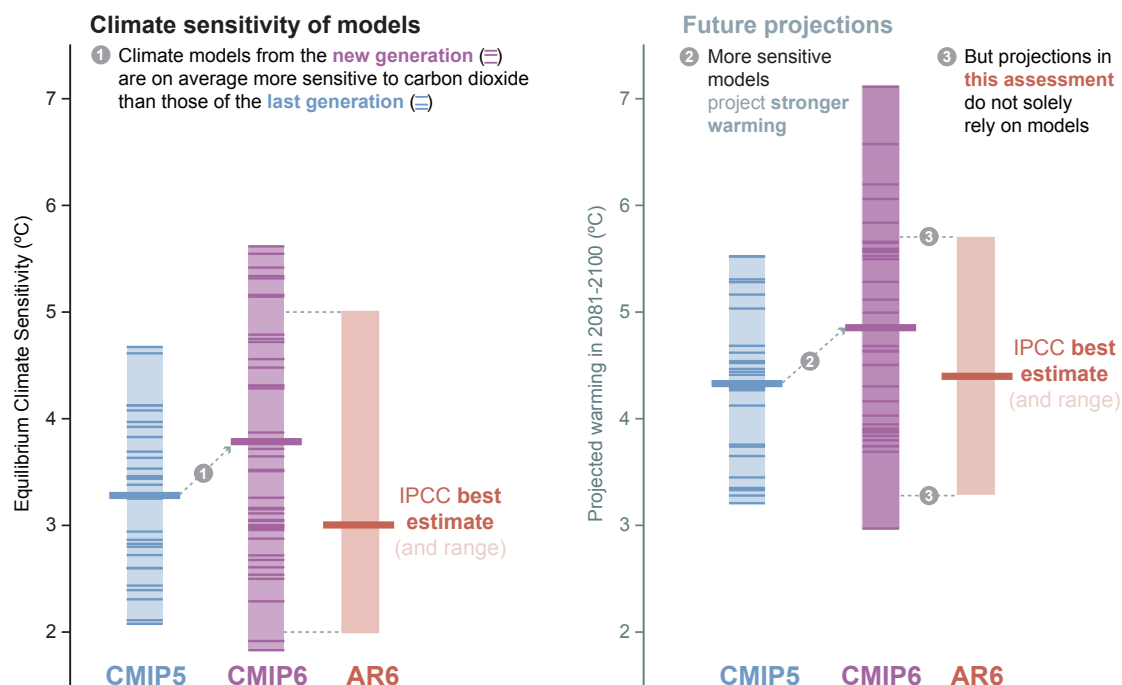 Climate sensitivity of models
1 Climate models from the new generation ( )
are on average more sensitive to carbon dioxide
than those of the last generation ( )
Equilibrium Climate Sensitivity (ºC)
7
6
5
4
3
2
1
IPCC best
estimate
(and range)
CMIP5 CMIP6 AR6
Future projections
2 More sensitive
models
project stronger
warming
3 But projections in
this assessment
do not solely
rely on models
Projected warming in 2081-2100 (ºC)
7
6
5
4
3
2
3
2
3
IPCC best
estimate
(and range)
CMIP5 CMIP6 AR6